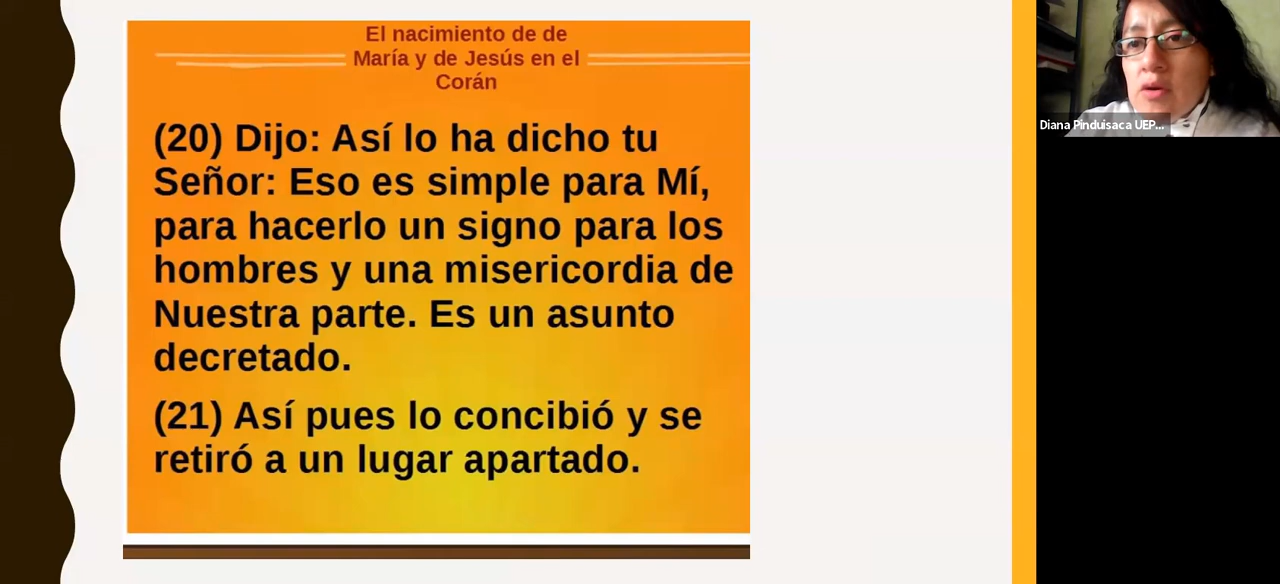 El nacimiento de de
María y de Jesús en el
Corán
(20) Dijo: Así lo ha dicho tu
Señor: Eso es simple para Mí,
para hacerlo un signo para los
hombres y una misericordia de
Nuestra parte. Es un asunto
decretado.
(21) Así pues lo concibió y se
retiró a un lugar apartado.
Diana Pinduisaca UEP...